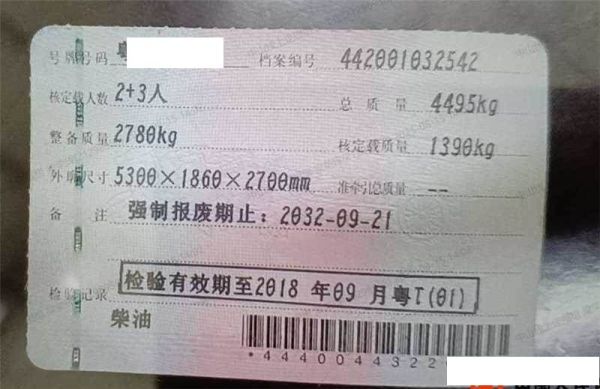 号牌号码 粤 档案编号 442001032542
核定载人数 2+3人 总质量 4495kg
整备质量 2780kg 核定载质量 1390kg
外廓尺寸 5300×1860×2700mm 准牵引总质量 --
备注 强制报废期止：2032-09-21
检验记录 检验有效期至2018 年09 月粤T(01)
柴油